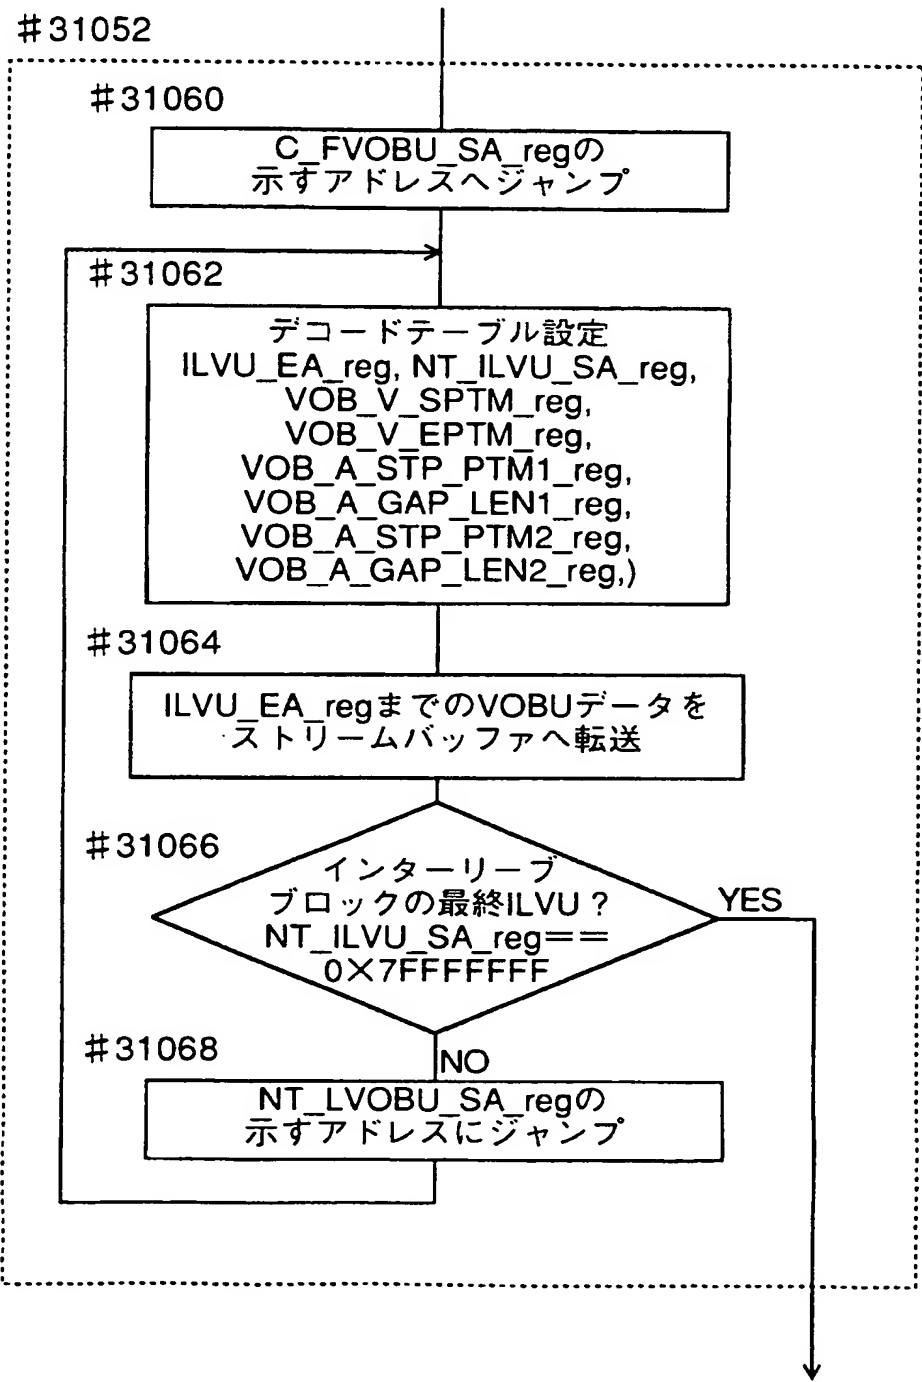 #31052
#31060
C_FVOBU_SA_regの
示すアドレスへジャンプ
#31062
デコードテーブル設定
ILVU_EA_reg, NT_ILVU_SA_reg,
VOB_V_SPTM_reg,
VOB_V_EPTM_reg,
VOB_A_STP_PTM1_reg,
VOB_A_GAP_LEN1_reg,
VOB_A_STP_PTM2_reg,
VOB_A_GAP_LEN2_reg,)
#31064
ILVU_EA_regまでのVOBUデータを
ストリームバッファへ転送
#31066
インターリーブ
ブロックの最終ILVU?
NT_ILVU_SA_reg==
0×7FFFFFFF
YES
#31068
NO
NT_LVOBU_SA_regの
示すアドレスにジャンプ